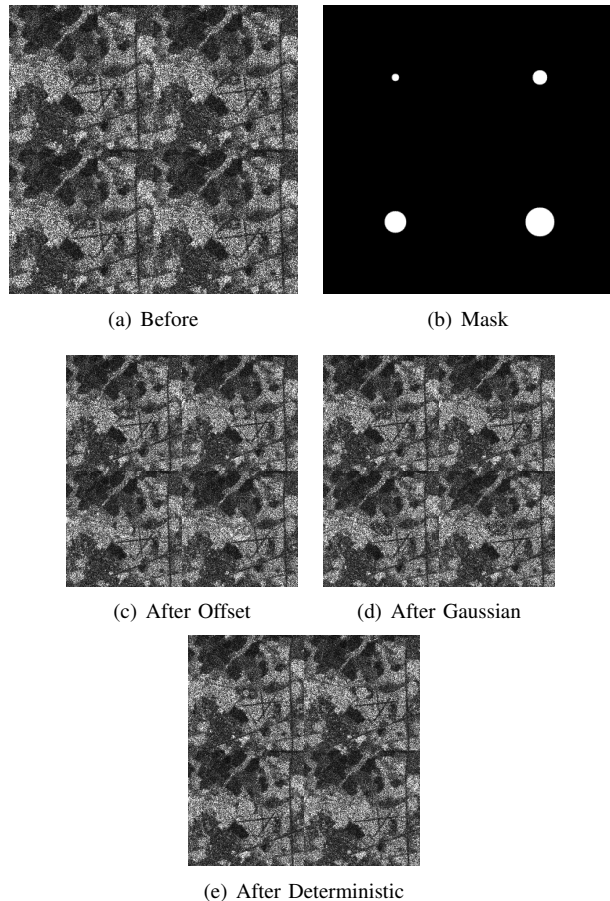 (a) Before
(b) Mask
(c) After Offset
(d) After Gaussian
(e) After Deterministic